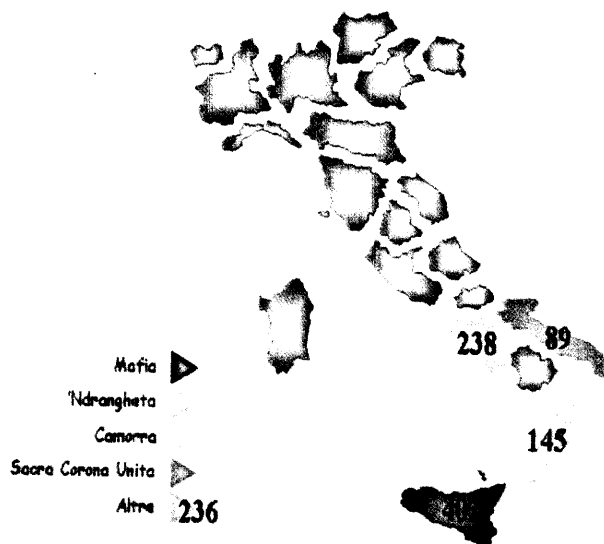 238
89
Mafia
'Ndrangheta
Camorra
145
Sacra Corona Unita
Altre 236